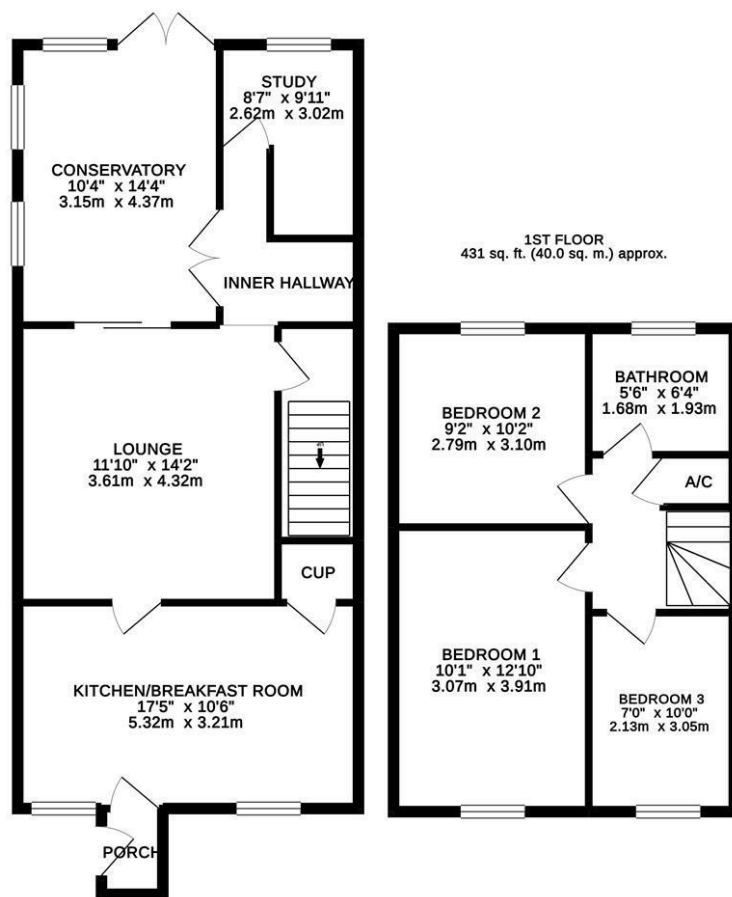 STUDY
8'7" x 9'11"
2.62m x 3.02m
CONSERVATORY
10'4" x 14'4"
3.15m x 4.37m
INNER HALLWAY
LOUNGE
11'10" x 14'2"
3.61m x 4.32m
CUP
KITCHEN/BREAKFAST ROOM
17'5" x 10'6"
5.32m x 3.21m
PORCH
1ST FLOOR
431 sq. ft. (40.0 sq. m.) approx.
BEDROOM 2
9'2" x 10'2"
2.79m x 3.10m
BATHROOM
5'6" x 6'4"
1.68m x 1.93m
A/C
BEDROOM 1
10'1" x 12'10"
3.07m x 3.91m
BEDROOM 3
7'0" x 10'0"
2.13m x 3.05m